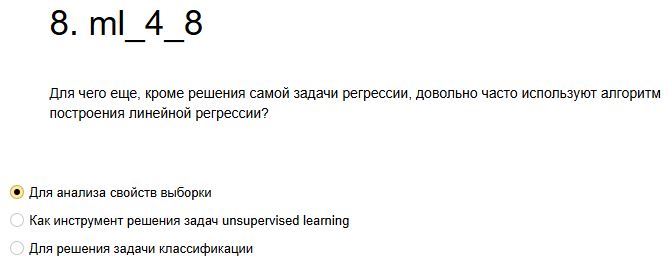 8. ml_4_8
Для чего еще, кроме решения самой задачи регрессии, довольно часто используют алгоритм
построения линейной регрессии?
Для анализа свойств выборки
Как инструмент решения задач unsupervised learning
Для решения задачи классификации